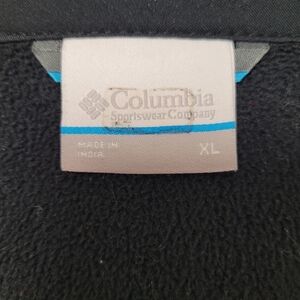 Columbia
Sportswear Company
MADE IN
INDIA
XL